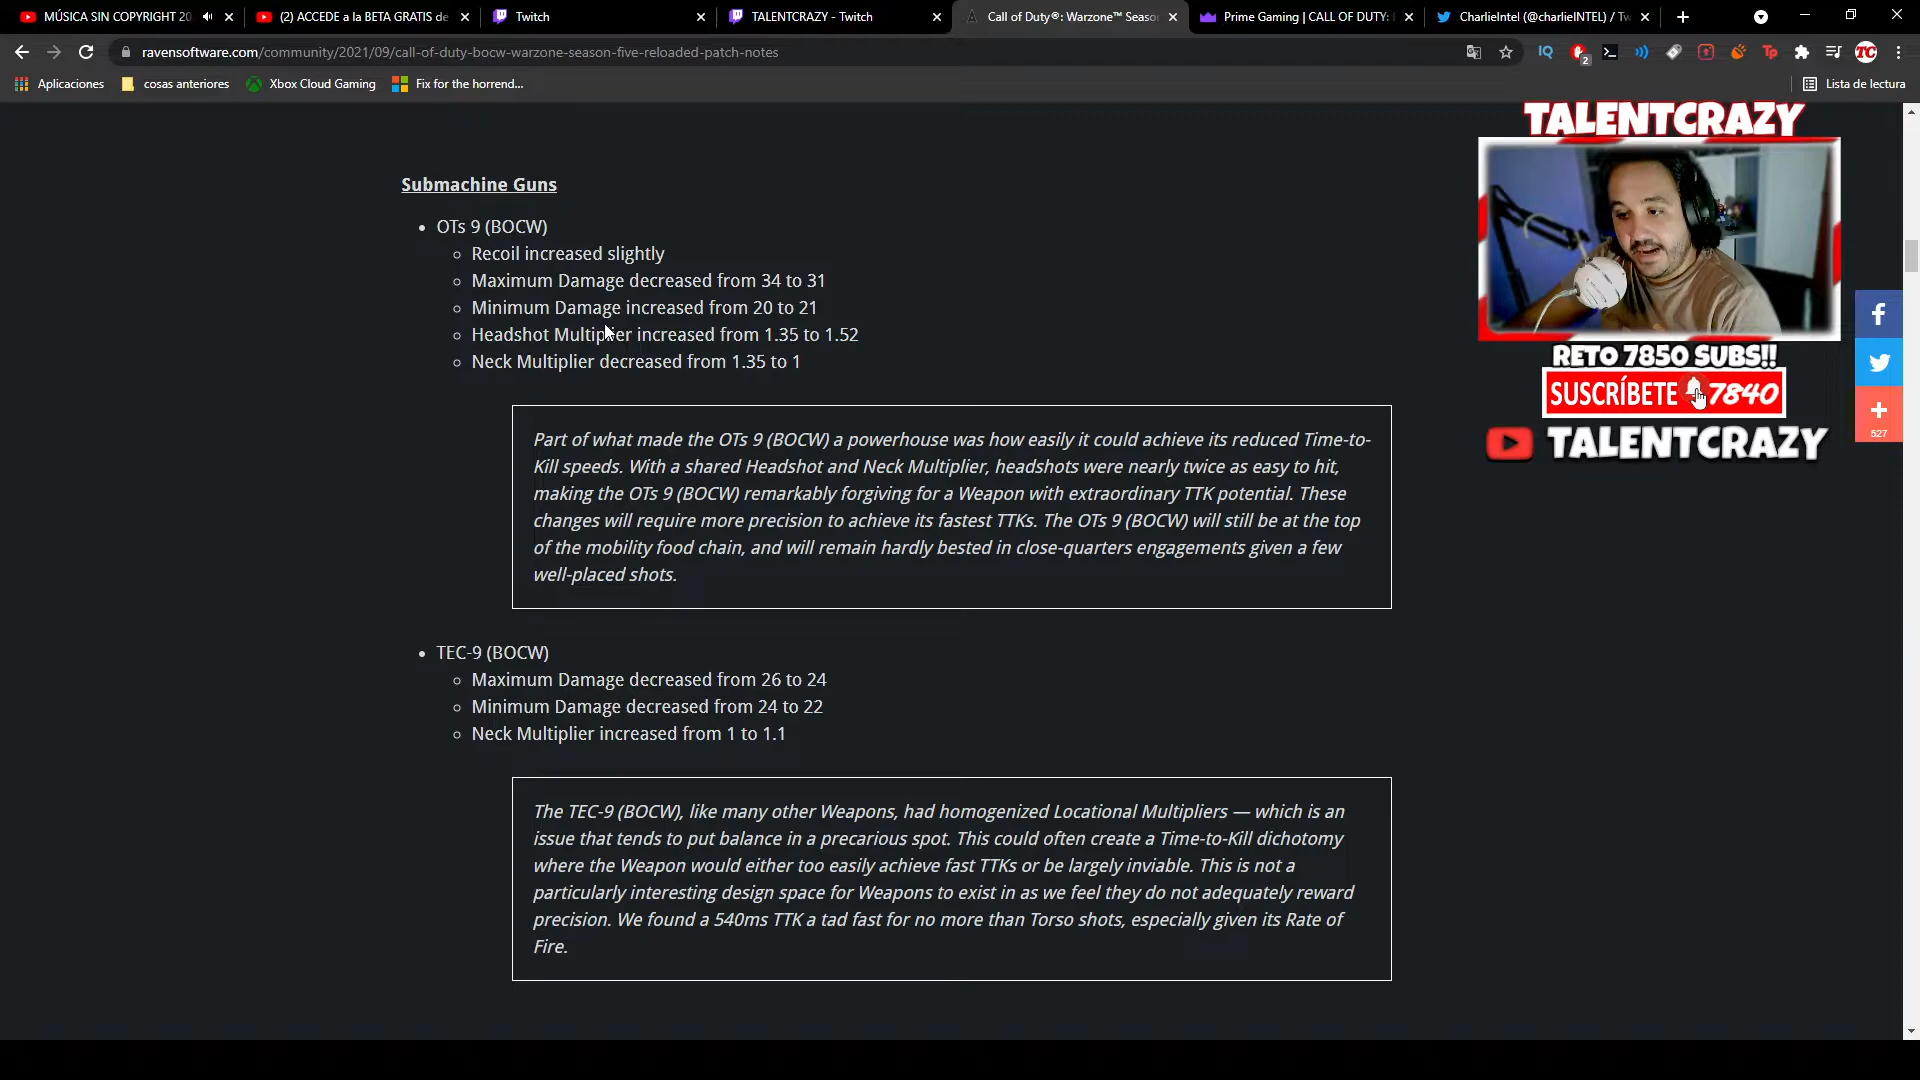 MÚSICA SIN COPYRIGHT 20
(2) ACCEDE a la BETA GRATIS de
Twitch
TALENTCRAZY - Twitch
Call of Duty®: Warzone™ Seaso
Prime Gaming | CALL OF DUTY:
CharlieIntel (@charlieINTEL) / Tw
ravensoftware.com/community/2021/09/call-of-duty-bocw-warzone-season-five-reloaded-patch-notes
IQ
2
Tp
TC
Aplicaciones
cosas anteriores
Xbox Cloud Gaming
Fix for the horrend...
Lista de lectura
TALENTCRAZY
Submachine Guns
OTs 9 (BOCW)
Recoil increased slightly
Maximum Damage decreased from 34 to 31
Minimum Damage increased from 20 to 21
Headshot Multiplier increased from 1.35 to 1.52
Neck Multiplier decreased from 1.35 to 1
RETO 7850 SUBS!!
SUSCRÍBETE 7840
TALENTCRAZY
527
Part of what made the OTs 9 (BOCW) a powerhouse was how easily it could achieve its reduced Time-to-
Kill speeds. With a shared Headshot and Neck Multiplier, headshots were nearly twice as easy to hit,
making the OTs 9 (BOCW) remarkably forgiving for a Weapon with extraordinary TTK potential. These
changes will require more precision to achieve its fastest TTKs. The OTs 9 (BOCW) will still be at the top
of the mobility food chain, and will remain hardly bested in close-quarters engagements given a few
well-placed shots.
TEC-9 (BOCW)
Maximum Damage decreased from 26 to 24
Minimum Damage decreased from 24 to 22
Neck Multiplier increased from 1 to 1.1
The TEC-9 (BOCW), like many other Weapons, had homogenized Locational Multipliers — which is an
issue that tends to put balance in a precarious spot. This could often create a Time-to-Kill dichotomy
where the Weapon would either too easily achieve fast TTKs or be largely inviable. This is not a
particularly interesting design space for Weapons to exist in as we feel they do not adequately reward
precision. We found a 540ms TTK a tad fast for no more than Torso shots, especially given its Rate of
Fire.